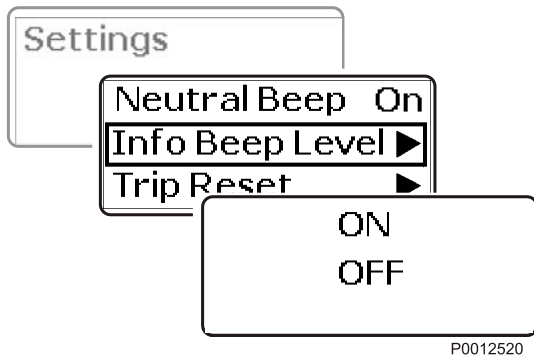 Settings
Neutral Beep On
Info Beep Level ▶
Trip Reset ▶
ON
OFF
P0012520